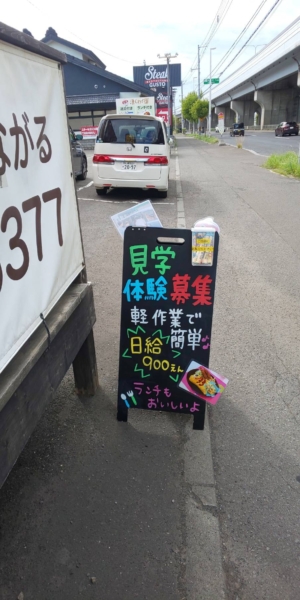 ながる
377
Steak
GUSTO
見学
体験募集
軽作業で
簡単
日給
900えん
ランチも
おいしいよ